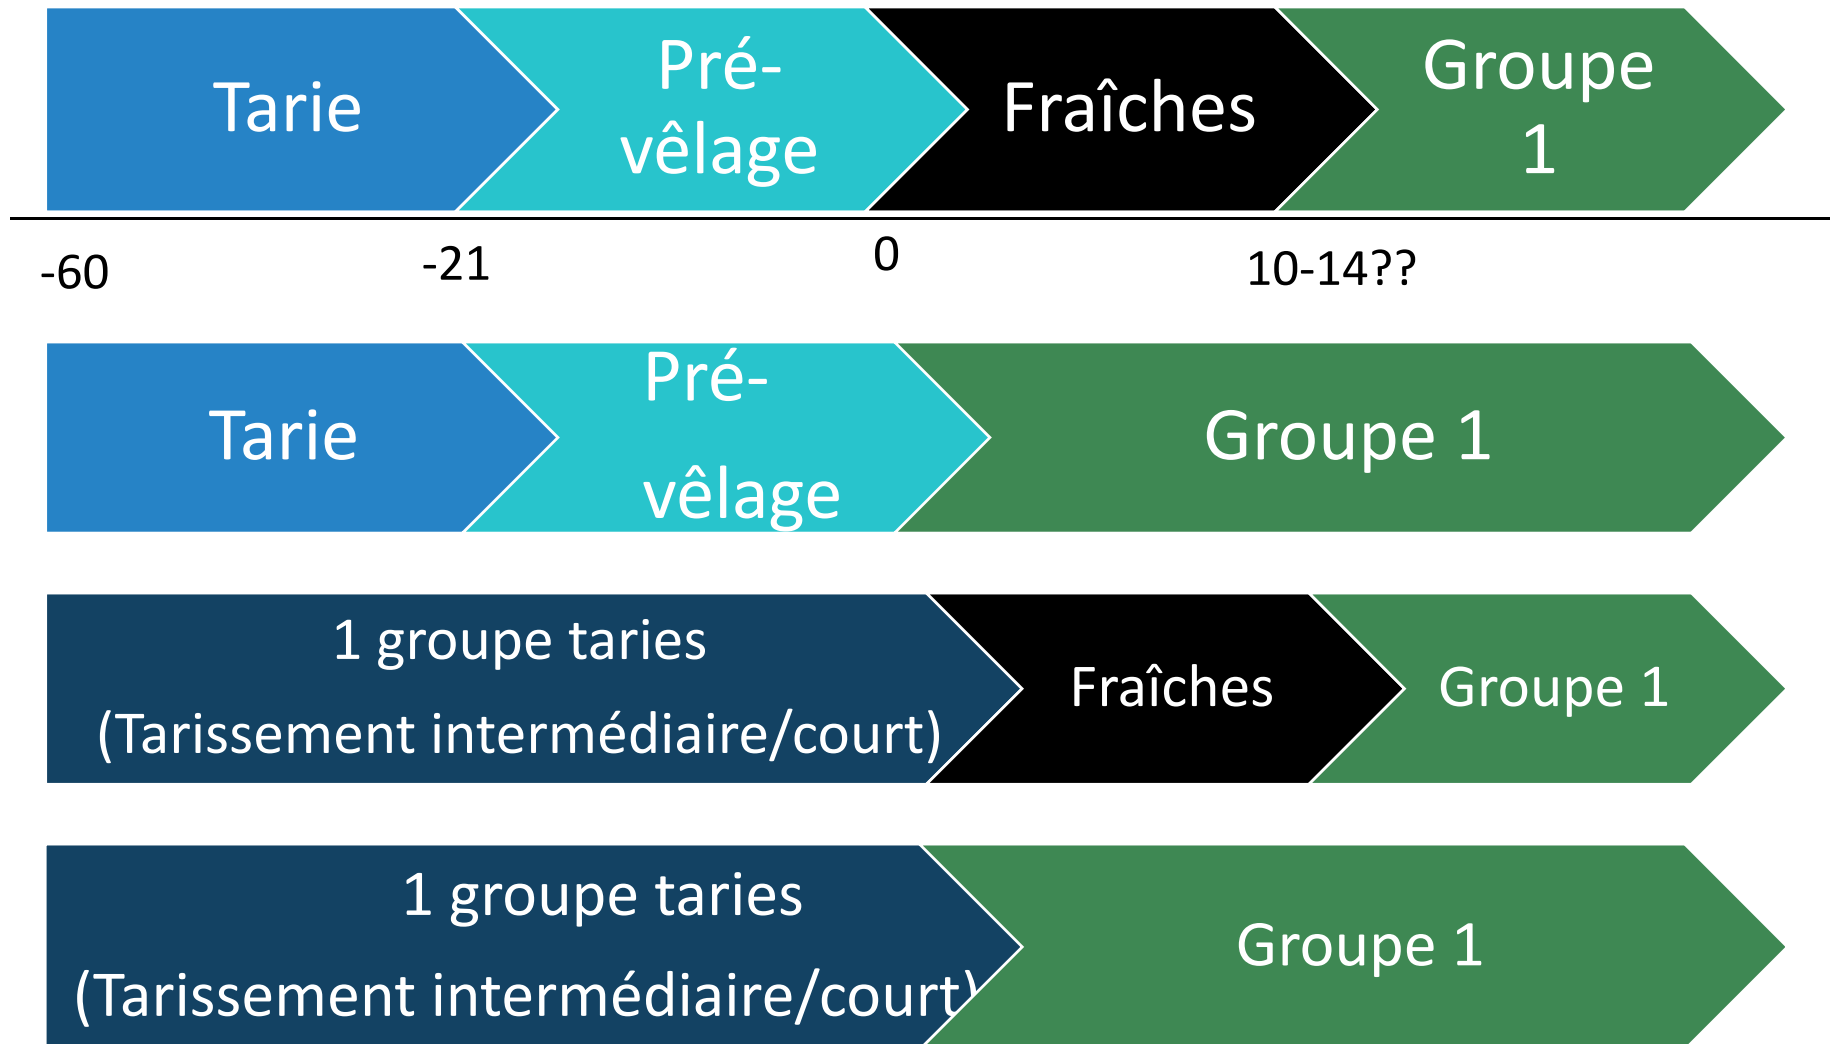 Tarie
Pré-
vêlage
Fraîches
Groupe
1
-60
-21
0
10-14??
Tarie
Pré-
vêlage
Groupe 1
1 groupe taries
(Tarissement intermédiaire/court)
Fraîches
Groupe 1
1 groupe taries
(Tarissement intermédiaire/court)
Groupe 1